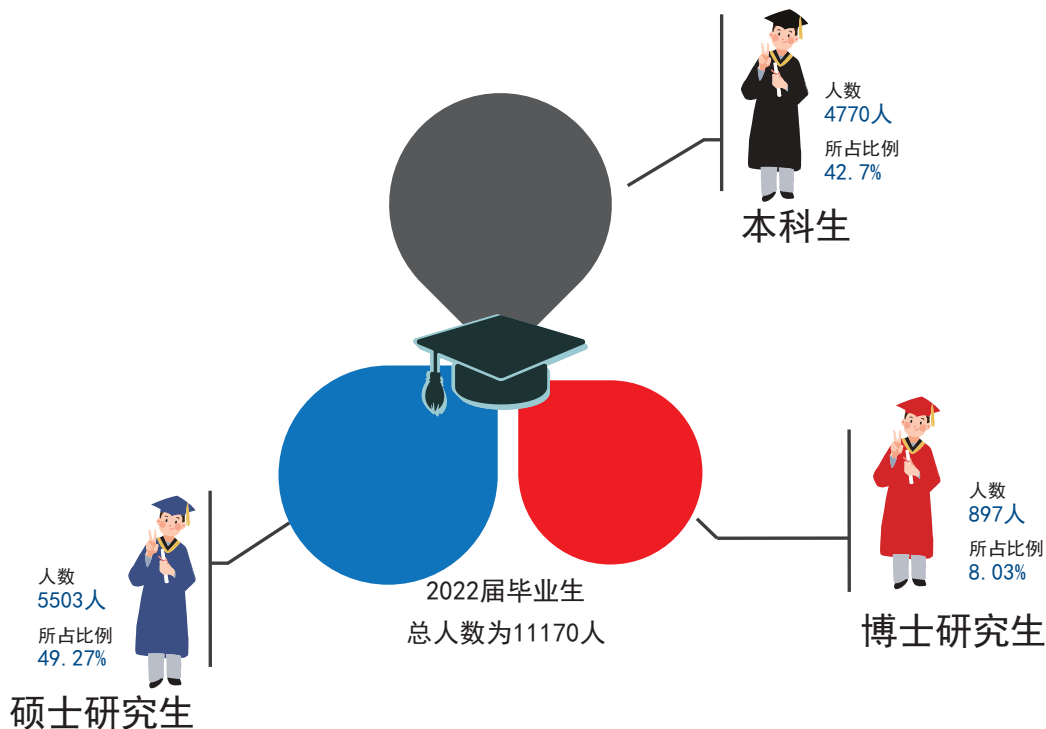 人数
4770人
所占比例
42.7%
本科生
人数
897人
所占比例
8.03%
博士研究生
人数
5503人
所占比例
49.27%
硕士研究生
2022届毕业生
总人数为11170人